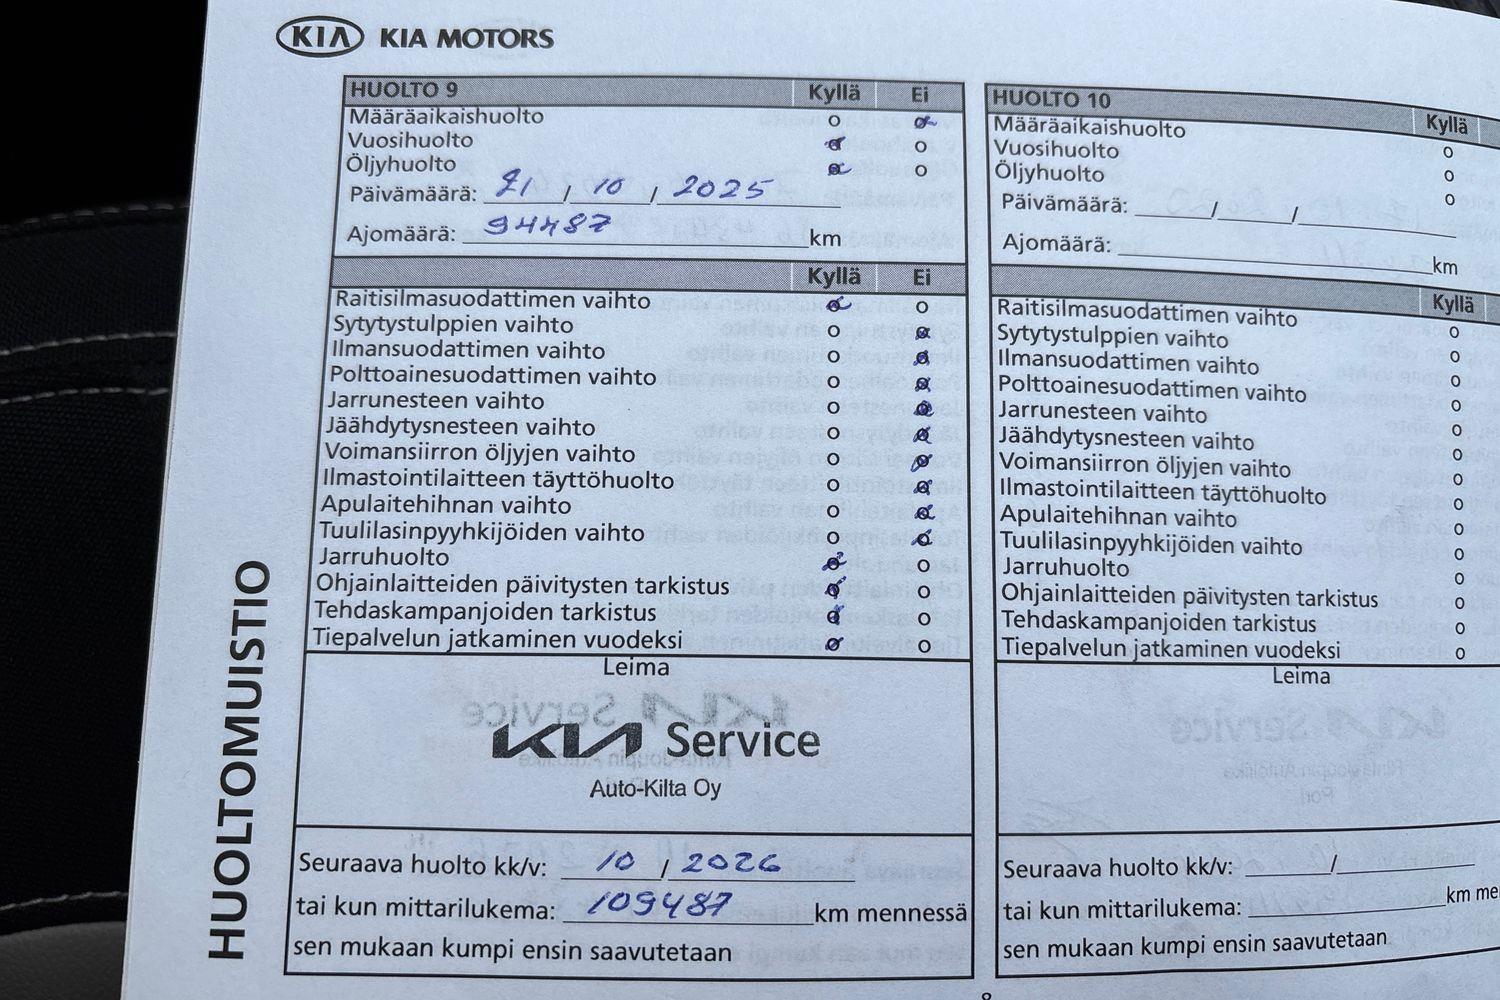 KIA KIA MOTORS
HUOLTO 9 Kyllä Ei
Määräaikaishuolto o o
Vuosihuolto o o
Öljyhuolto o o
Päivämäärä: 21 / 10 / 2025
Ajomäärä: 94487 km
Kyllä Ei
Raitisilmasuodattimen vaihto o o
Sytytystulppien vaihto o o
Ilmansuodattimen vaihto o o
Polttoainesuodattimen vaihto o o
Jarrunesteen vaihto o o
Jäähdytysnesteen vaihto o o
Voimansiirron öljyjen vaihto o o
Ilmastointilaitteen täyttöhuolto o o
Apulaitehihnan vaihto o o
Tuulilasinpyyhkijöiden vaihto o o
Jarruhuolto o o
Ohjainlaitteiden päivitysten tarkistus o o
Tehdaskampanjoiden tarkistus o o
Tiepalvelun jatkaminen vuodeksi o o
Leima
KIA Service
Auto-Kilta Oy
Seuraava huolto kk/v: 10 / 2026
tai kun mittarilukema: 109487 km mennessä
sen mukaan kumpi ensin saavutetaan
HUOLTO 10 Kyllä
Määräaikaishuolto o
Vuosihuolto o
Öljyhuolto o
Päivämäärä: / /
Ajomäärä: km
Kyllä
Raitisilmasuodattimen vaihto o
Sytytystulppien vaihto o
Ilmansuodattimen vaihto o
Polttoainesuodattimen vaihto o
Jarrunesteen vaihto o
Jäähdytysnesteen vaihto o
Voimansiirron öljyjen vaihto o
Ilmastointilaitteen täyttöhuolto o
Apulaitehihnan vaihto o
Tuulilasinpyyhkijöiden vaihto o
Jarruhuolto o
Ohjainlaitteiden päivitysten tarkistus o
Tehdaskampanjoiden tarkistus o
Tiepalvelun jatkaminen vuodeksi o
Leima
Seuraava huolto kk/v: /
tai kun mittarilukema: km me
sen mukaan kumpi ensin saavutetaan
HUOLTOMUISTIO